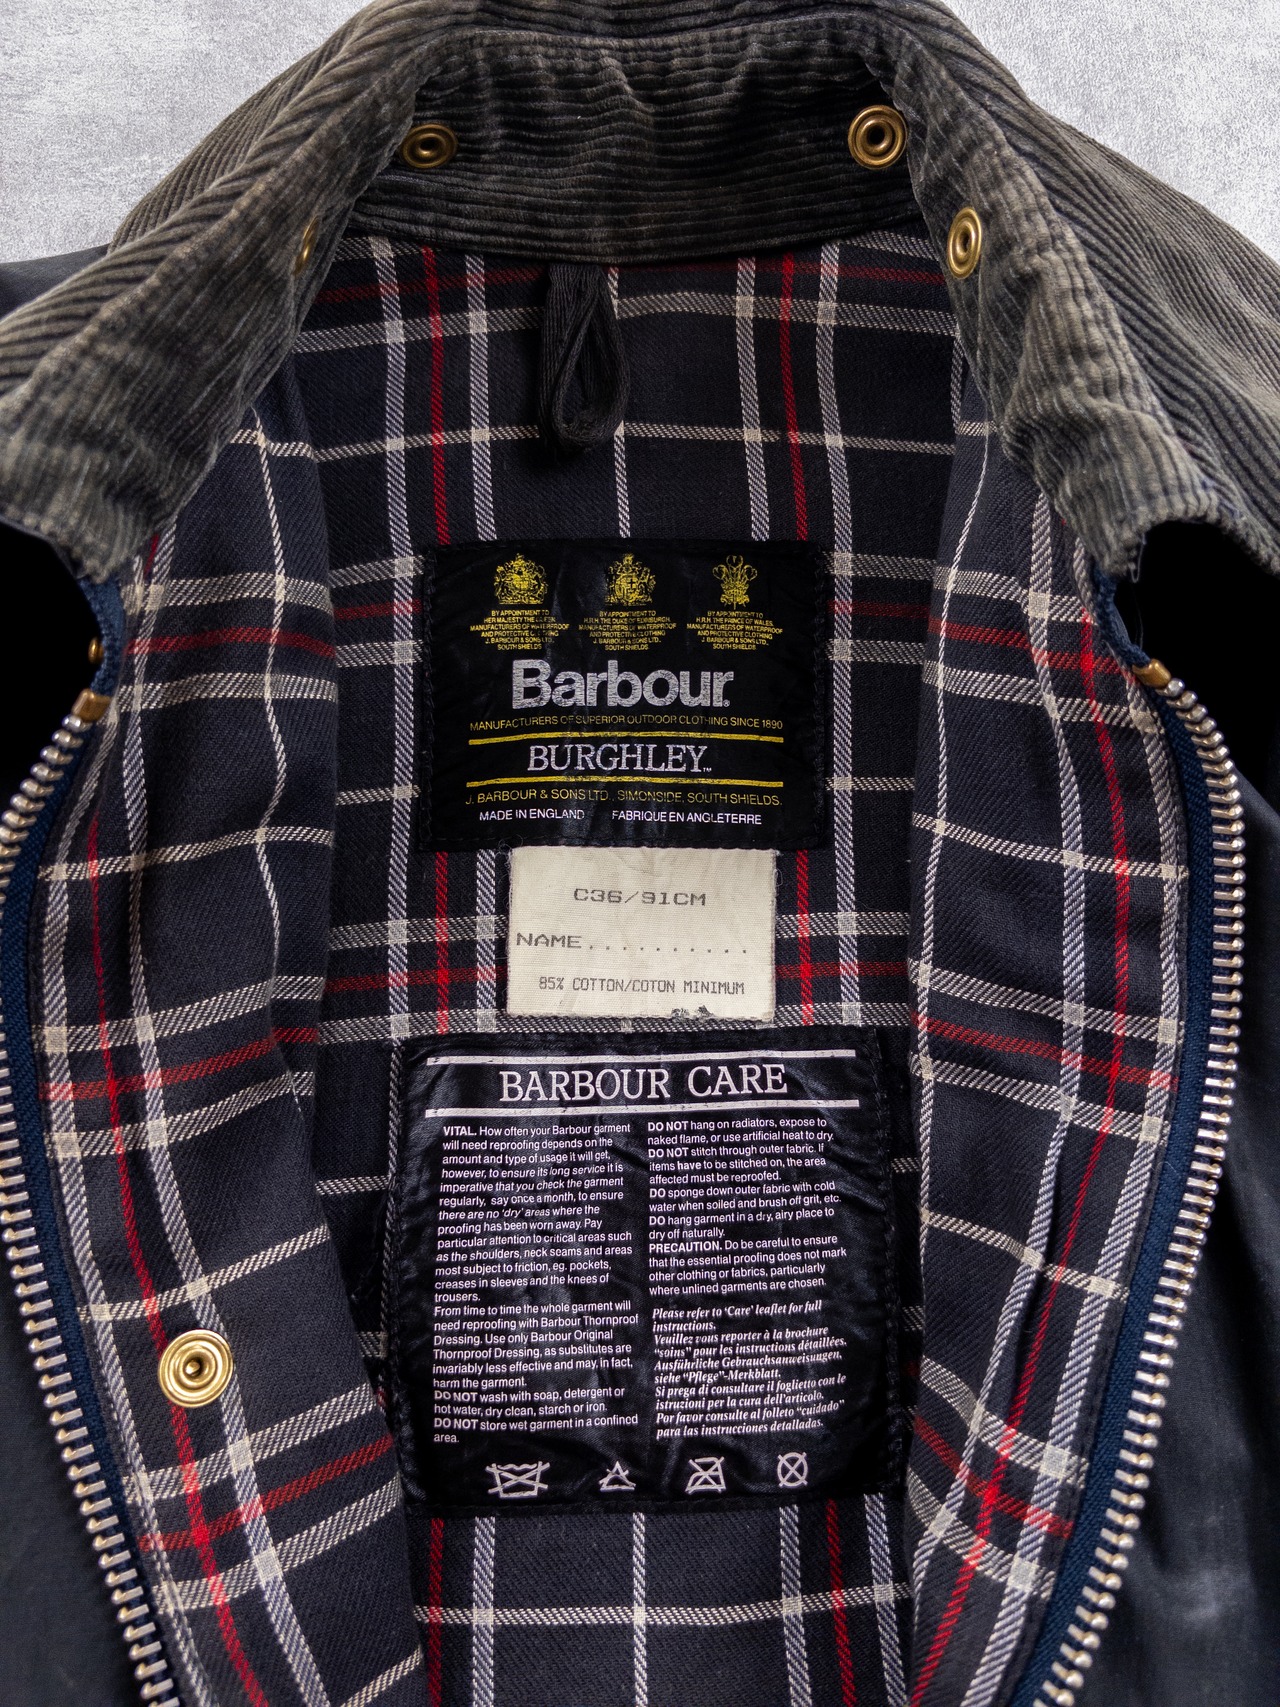 BY APPOINTMENT TO
HER MAJESTY THE QUEEN.
MANUFACTURERS OF WATERPROOF
AND PROTECTIVE CLOTHING
J. BARBOUR & SONS LTD.
SOUTH SHIELDS
BY APPOINTMENT TO
H.R.H. THE DUKE OF EDINBURGH.
MANUFACTURERS OF WATERPROOF
AND PROTECTIVE CLOTHING
J. BARBOUR & SONS LTD.
SOUTH SHIELDS.
BY APPOINTMENT TO
H.R.H. THE PRINCE OF WALES.
MANUFACTURERS OF WATERPROOF
AND PROTECTIVE CLOTHING
J. BARBOUR & SONS LTD.
SOUTH SHIELDS.
Barbour®
MANUFACTURERS OF SUPERIOR OUTDOOR CLOTHING SINCE 1890
BURGHLEY™
J. BARBOUR & SONS LTD., SIMONSIDE, SOUTH SHIELDS.
MADE IN ENGLAND FABRIQUE EN ANGLETERRE
C36/91CM
NAME..........
85% COTTON/COTON MINIMUM
BARBOUR CARE
VITAL. How often your Barbour garment
will need reproofing depends on the
amount and type of usage it will get,
however, to ensure its long service it is
imperative that you check the garment
regularly, say once a month, to ensure
there are no 'dry' areas where the
proofing has been worn away. Pay
particular attention to critical areas such
as the shoulders, neck seams and areas
most subject to friction, eg. pockets,
creases in sleeves and the knees of
trousers.
From time to time the whole garment will
need reproofing with Barbour Thornproof
Dressing. Use only Barbour Original
Thornproof Dressing, as substitutes are
invariably less effective and may, in fact,
harm the garment.
DO NOT wash with soap, detergent or
hot water, dry clean, starch or iron.
DO NOT store wet garment in a confined
area.
DO NOT hang on radiators, expose to
naked flame, or use artificial heat to dry.
DO NOT stitch through outer fabric. If
items have to be stitched on, the area
affected must be reproofed.
DO sponge down outer fabric with cold
water when soiled and brush off grit, etc.
DO hang garment in a dry, airy place to
dry off naturally.
PRECAUTION. Do be careful to ensure
that the essential proofing does not mark
other clothing or fabrics, particularly
where unlined garments are chosen.
Please refer to 'Care' leaflet for full
instructions.
Veuillez vous reporter à la brochure
"soins" pour les instructions détaillées.
Ausführliche Gebrauchsanweisungen,
siehe "Pflege"-Merkblatt.
Si prega di consultare il foglietto con le
istruzioni per la cura dell'articolo.
Por favor consulte al folleto "cuidado"
para las instrucciones detalladas.